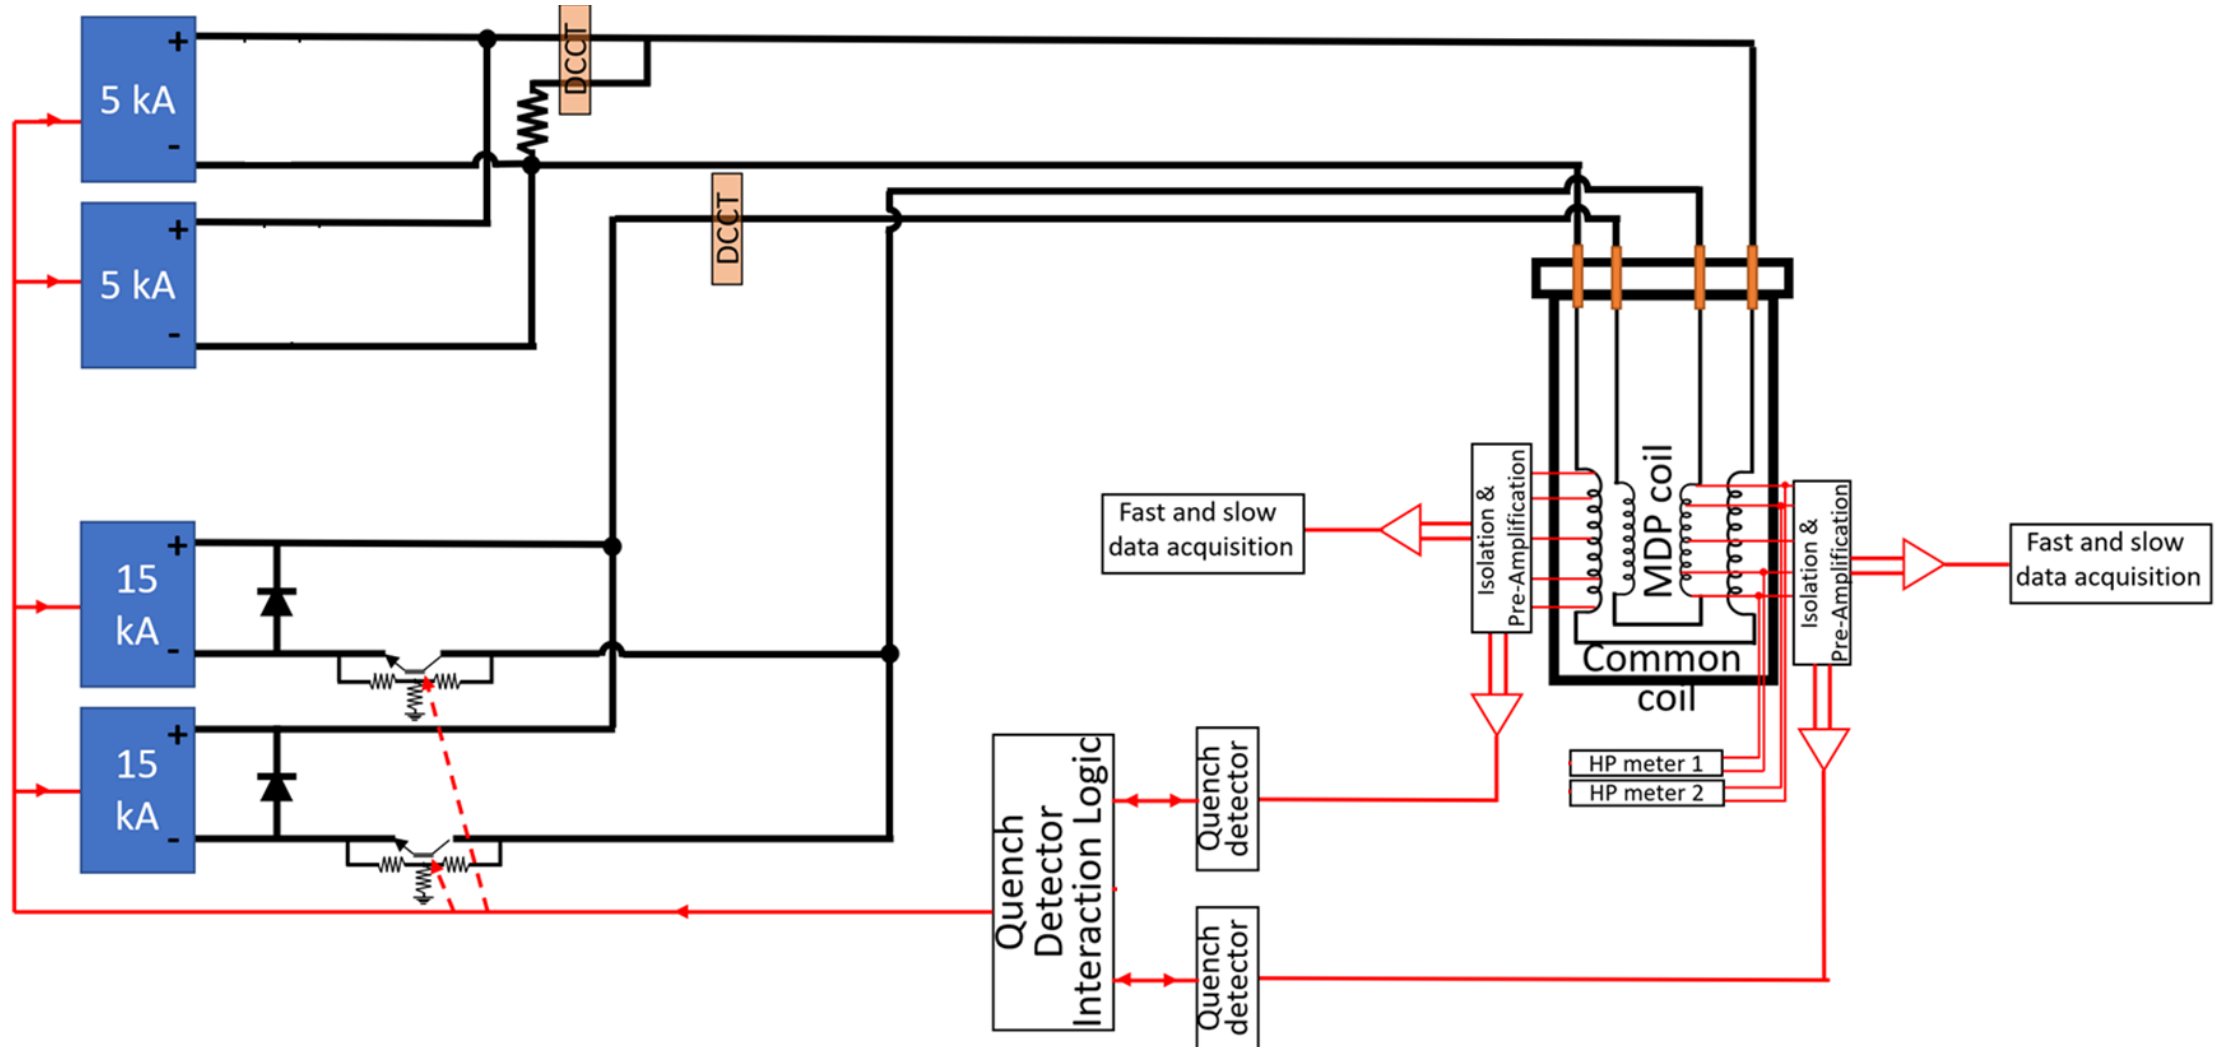 +
5 kA
-
DCCT
+
5 kA
-
DCCT
+
15
kA
-
+
15
kA
-
Fast and slow
data acquisition
Isolation &
Pre-Amplification
MDP coil
Common
coil
Isolation &
Pre-Amplification
Fast and slow
data acquisition
HP meter 1
HP meter 2
Quench
Detector
Interaction Logic
Quench
detector
Quench
detector